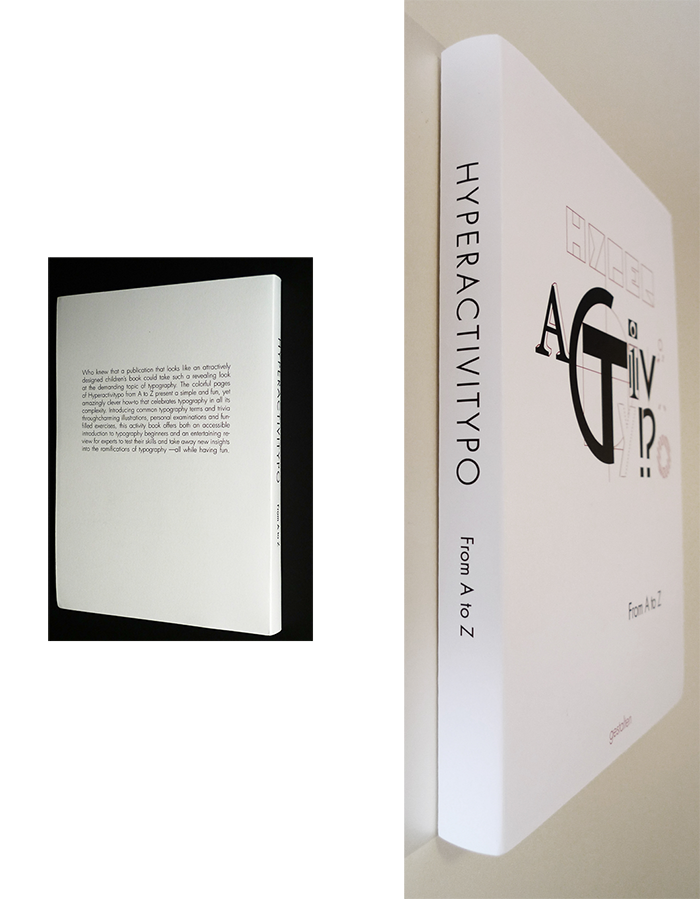 Who knew that a publication that looks like an attractively
designed children's book could take such a revealing look
at the demanding topic of typography. The colorful pages
of Hyperactivitypo from A to Z present a simple and fun, yet
amazingly clever how-to that celebrates typography in all its
complexity. Introducing common typography terms and trivia
throughcharming illustrations, personal examinations and fun-
filled exercises, this activity book offers both an accessible
introduction to typography beginners and an entertaining re-
view for experts to test their skills and take away new insights
into the ramifications of typography —all while having fun.
HYPERACTIVITYPO
From A to Z
HYPERACTIVITYPO
From A to Z
HYPER
ACTiiV
tY!?O
From A to Z
gestalten